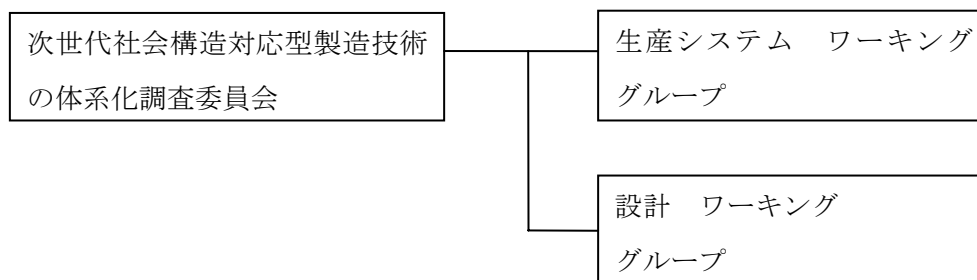 次世代社会構造対応型製造技術
の体系化調査委員会
生産システム　ワーキング
グループ
設計　ワーキング
グループ